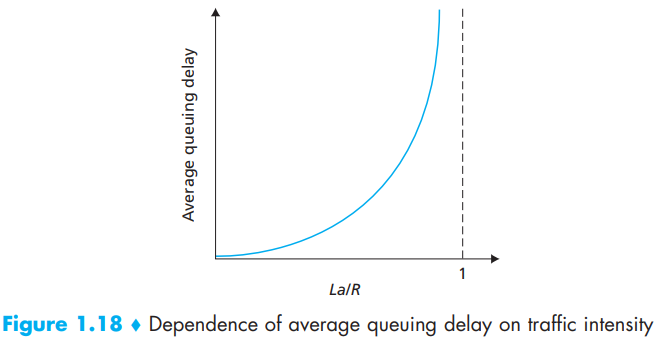 Average queuing delay
1
La/R
Figure 1.18 ♦ Dependence of average queuing delay on traffic intensity